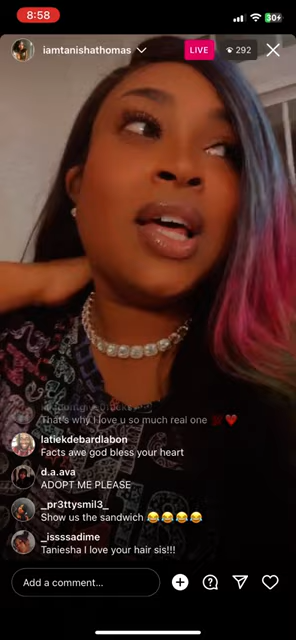 8:58
30
iamtanishathomas
LIVE
292
That's why I love u so much real one 💯❤️
latiekdebardlabon
Facts awe god bless your heart
d.a.ava
ADOPT ME PLEASE
_pr3ttysmil3_
Show us the sandwich 😂😂😂😂
_issssadime
Taniesha I love your hair sis!!!
Add a comment...